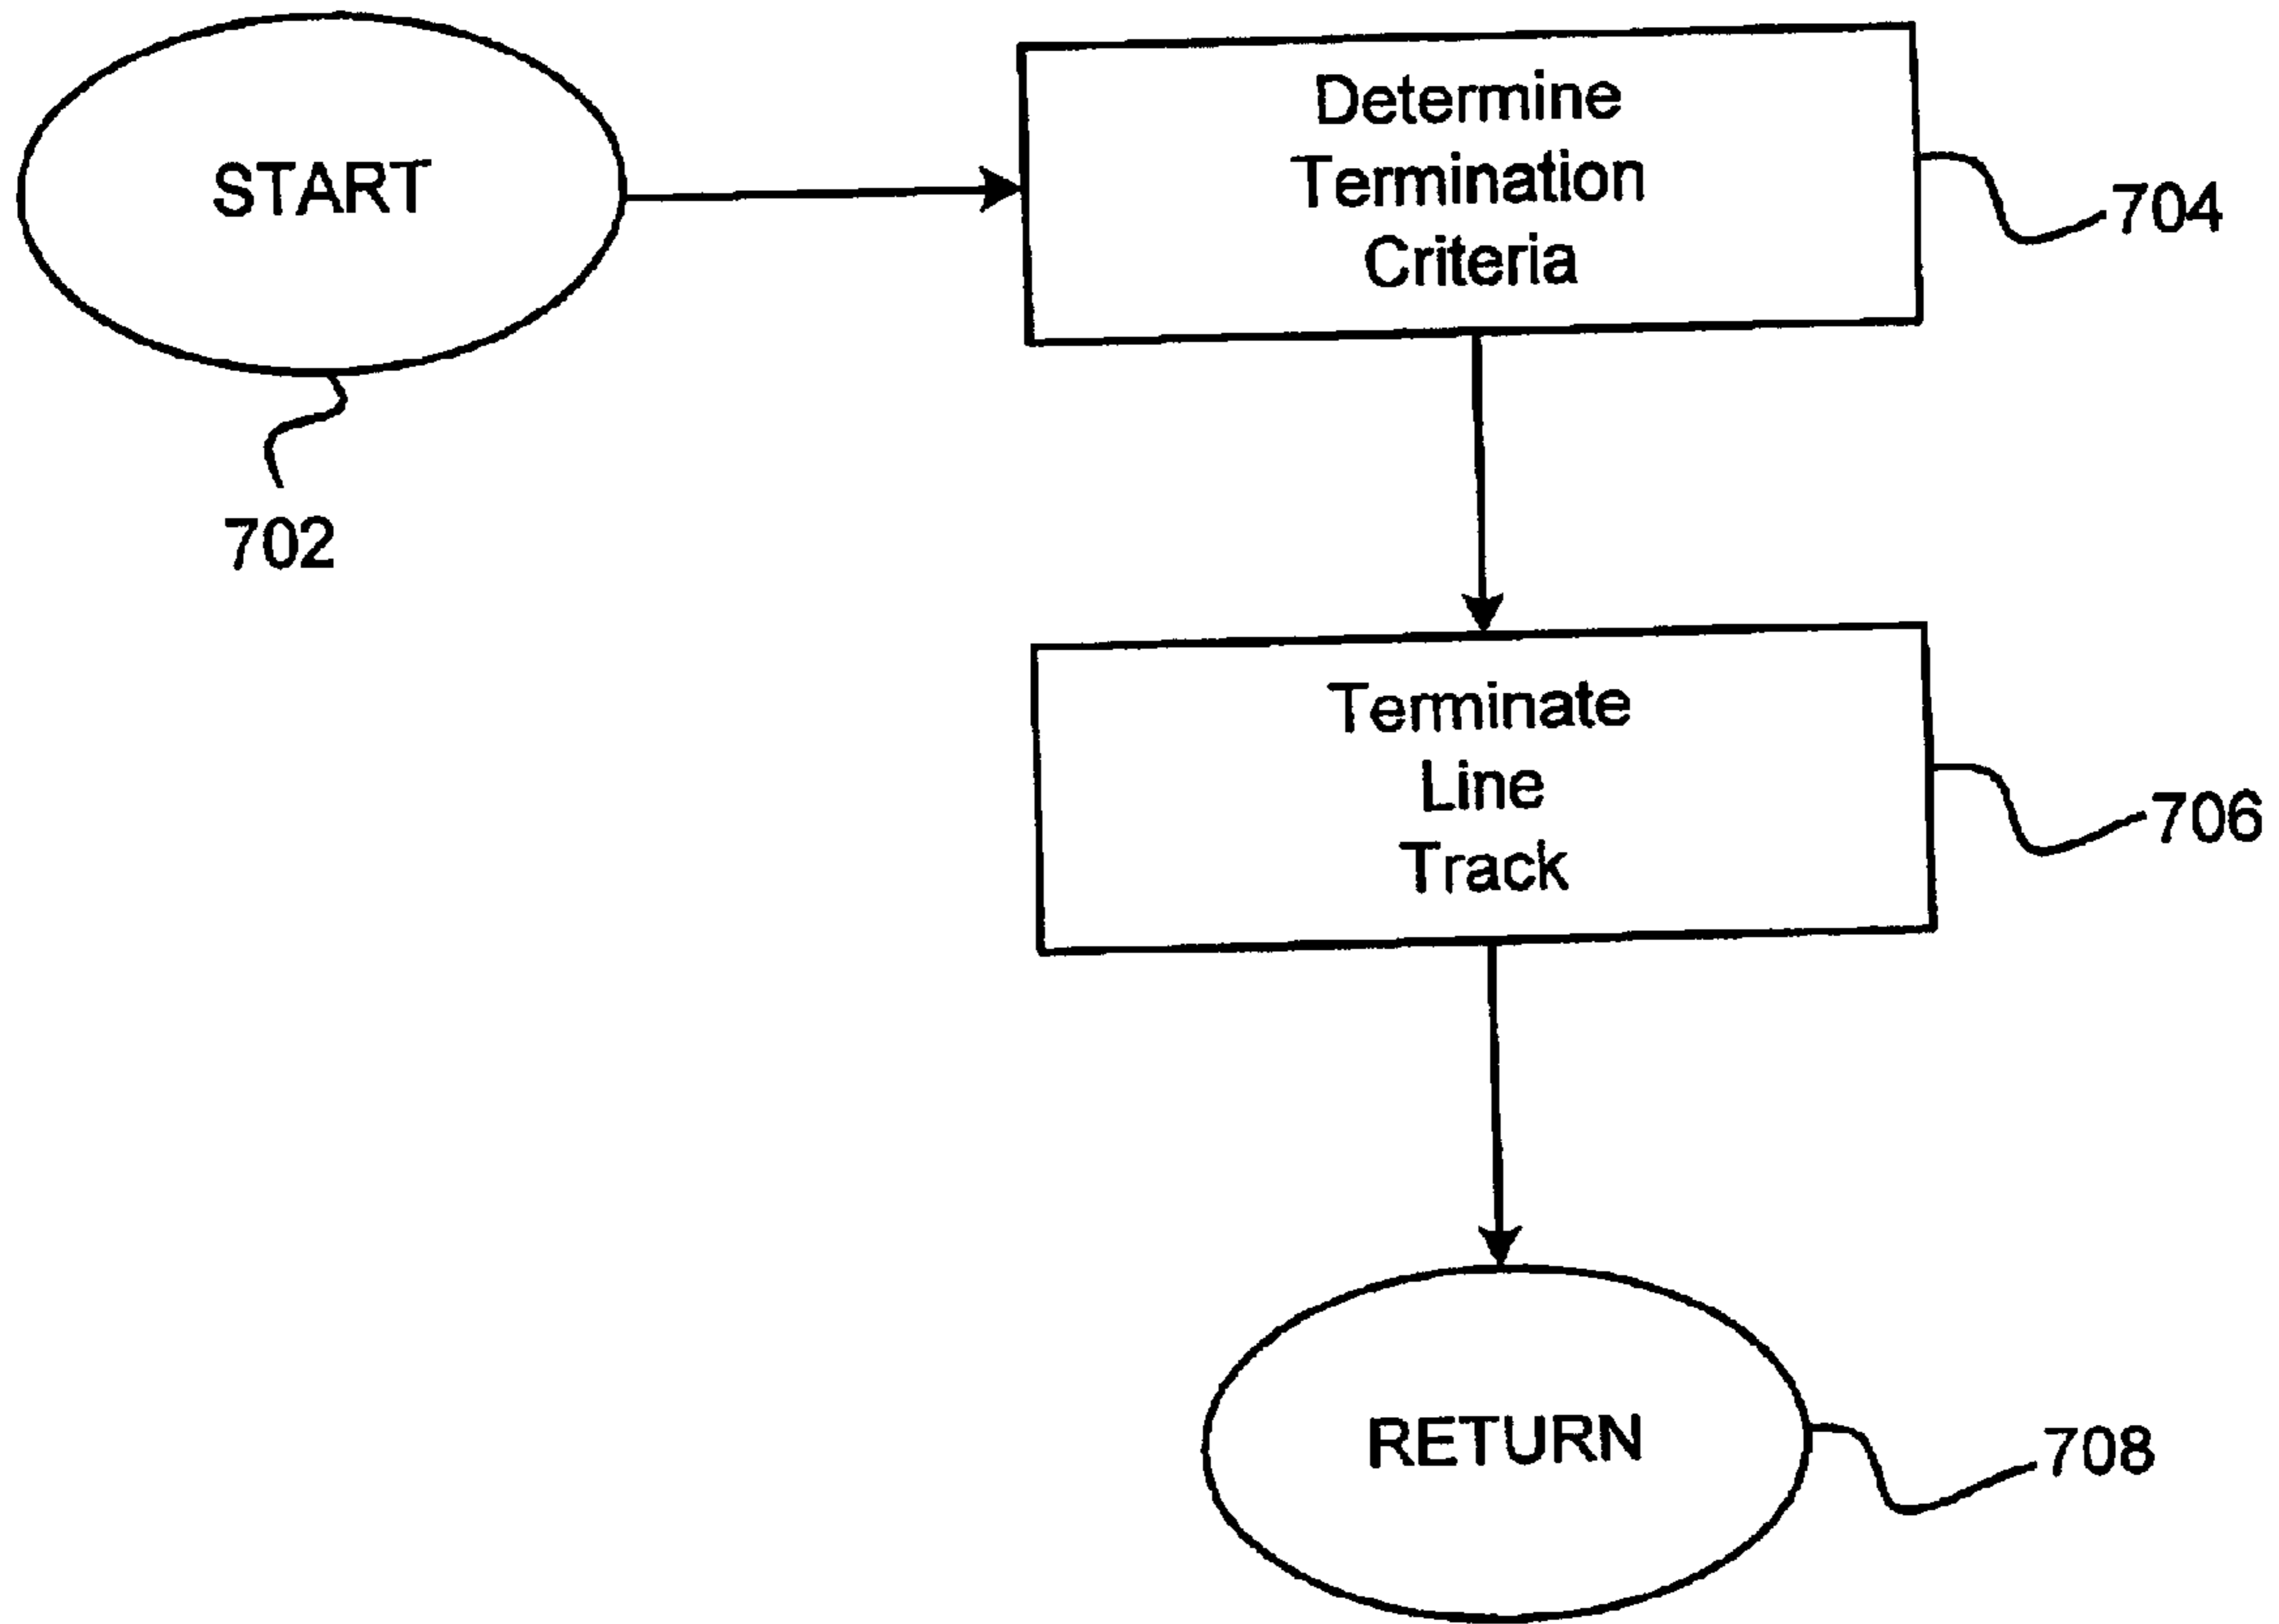 START
702
Determine
Termination
Criteria
704
Terminate
Line
Track
706
RETURN
708